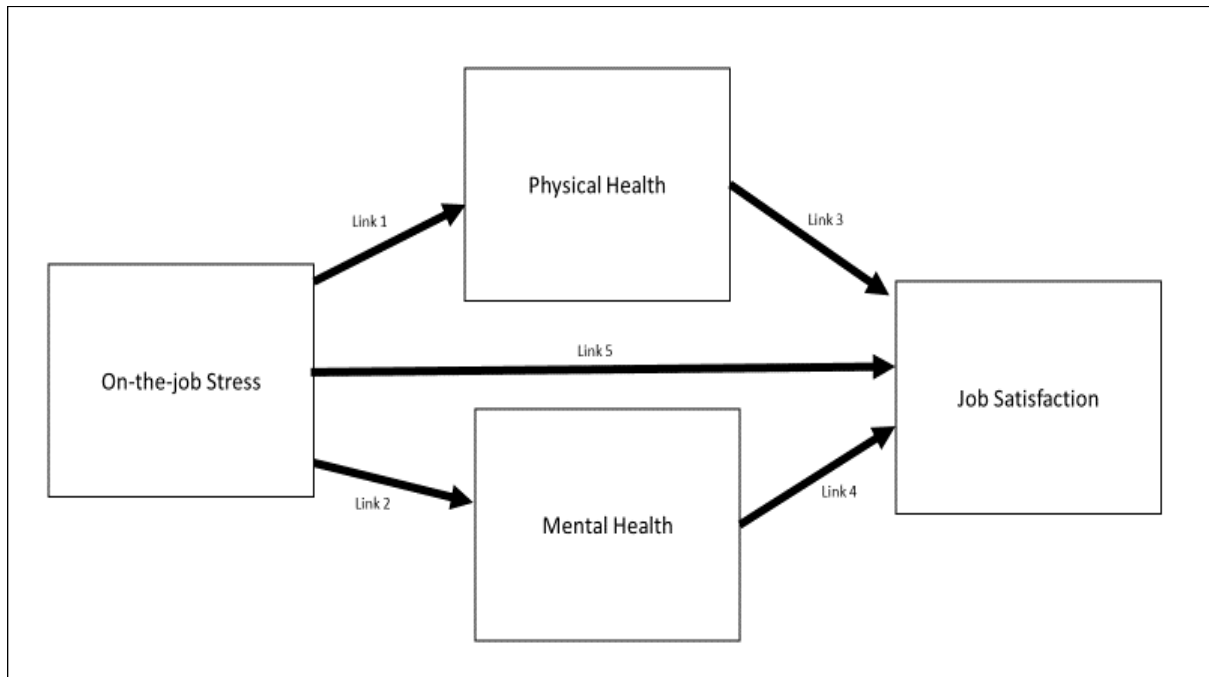 Physical Health
Link 1
Link 3
Link 5
On-the-job Stress
Job Satisfaction
Link 2
Link 4
Mental Health